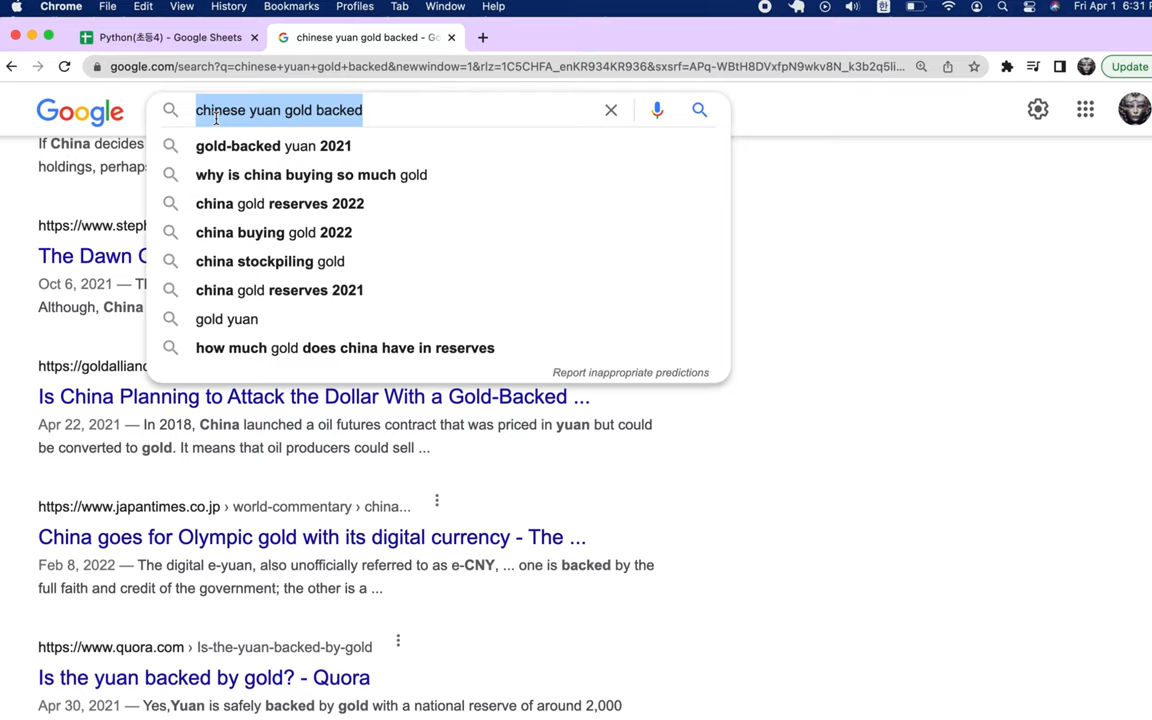 Chrome File Edit View History Bookmarks Profiles Tab Window Help 한 Fri Apr 1 6:31
Python(초등4) - Google Sheets chinese yuan gold backed - Go
google.com/search?q=chinese+yuan+gold+backed&newwindow=1&rlz=1C5CHFA_enKR934KR936&sxsrf=APq-WBtH8DVxfpN9wkv8N_k3b2q5li... Update
Google chinese yuan gold backed
If China decides
holdings, perhap
gold-backed yuan 2021
why is china buying so much gold
china gold reserves 2022
china buying gold 2022
china stockpiling gold
china gold reserves 2021
gold yuan
how much gold does china have in reserves
Report inappropriate predictions
https://www.steph
The Dawn
Oct 6, 2021 —
Although, China
https://goldallianc
Is China Planning to Attack the Dollar With a Gold-Backed ...
Apr 22, 2021 — In 2018, China launched a oil futures contract that was priced in yuan but could
be converted to gold. It means that oil producers could sell ...
https://www.japantimes.co.jp › world-commentary › china...
China goes for Olympic gold with its digital currency - The ...
Feb 8, 2022 — The digital e-yuan, also unofficially referred to as e-CNY, ... one is backed by the
full faith and credit of the government; the other is a ...
https://www.quora.com › Is-the-yuan-backed-by-gold
Is the yuan backed by gold? - Quora
Apr 30, 2021 — Yes,Yuan is safely backed by gold with a national reserve of around 2,000